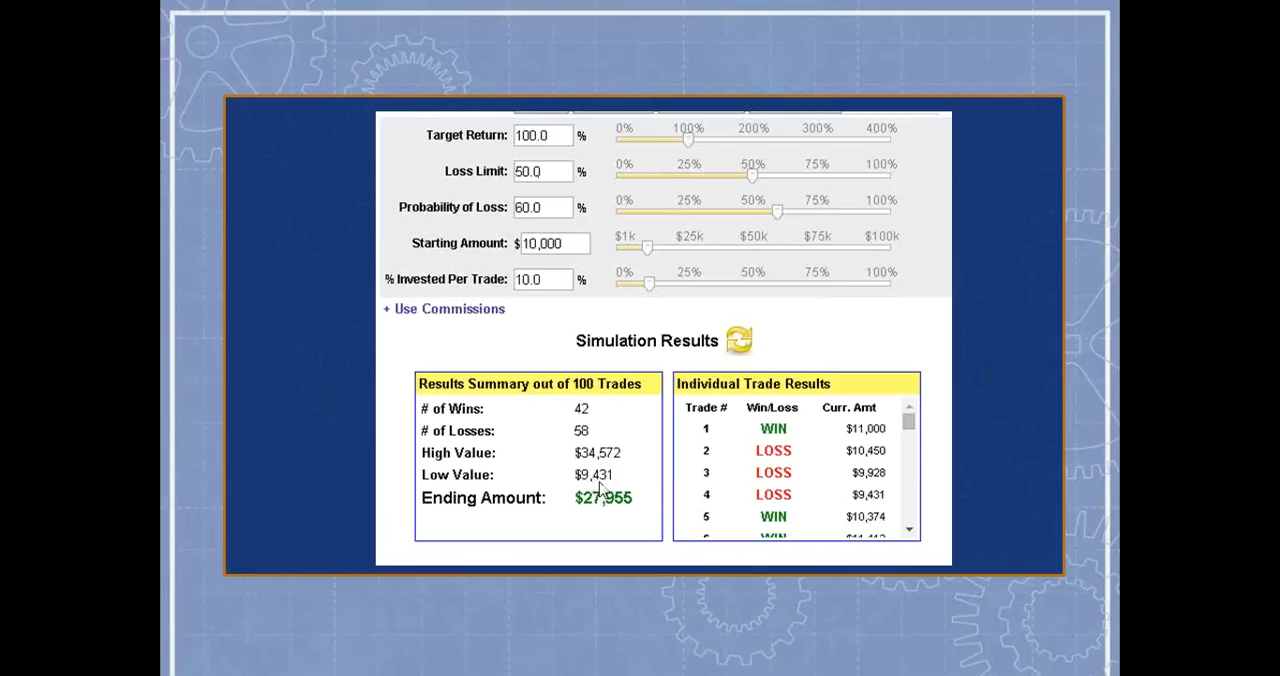 Target Return: 100.0 % 0% 100% 200% 300% 400%
Loss Limit: 50.0 % 0% 25% 50% 75% 100%
Probability of Loss: 60.0 % 0% 25% 50% 75% 100%
Starting Amount: $10,000 $1k $25k $50k $75k $100k
% Invested Per Trade: 10.0 % 0% 25% 50% 75% 100%
+ Use Commissions
Simulation Results
Results Summary out of 100 Trades
# of Wins: 42
# of Losses: 58
High Value: $34,572
Low Value: $9,431
Ending Amount: $27,955
Individual Trade Results
Trade # Win/Loss Curr. Amt
1 WIN $11,000
2 LOSS $10,450
3 LOSS $9,928
4 LOSS $9,431
5 WIN $10,374
WIN